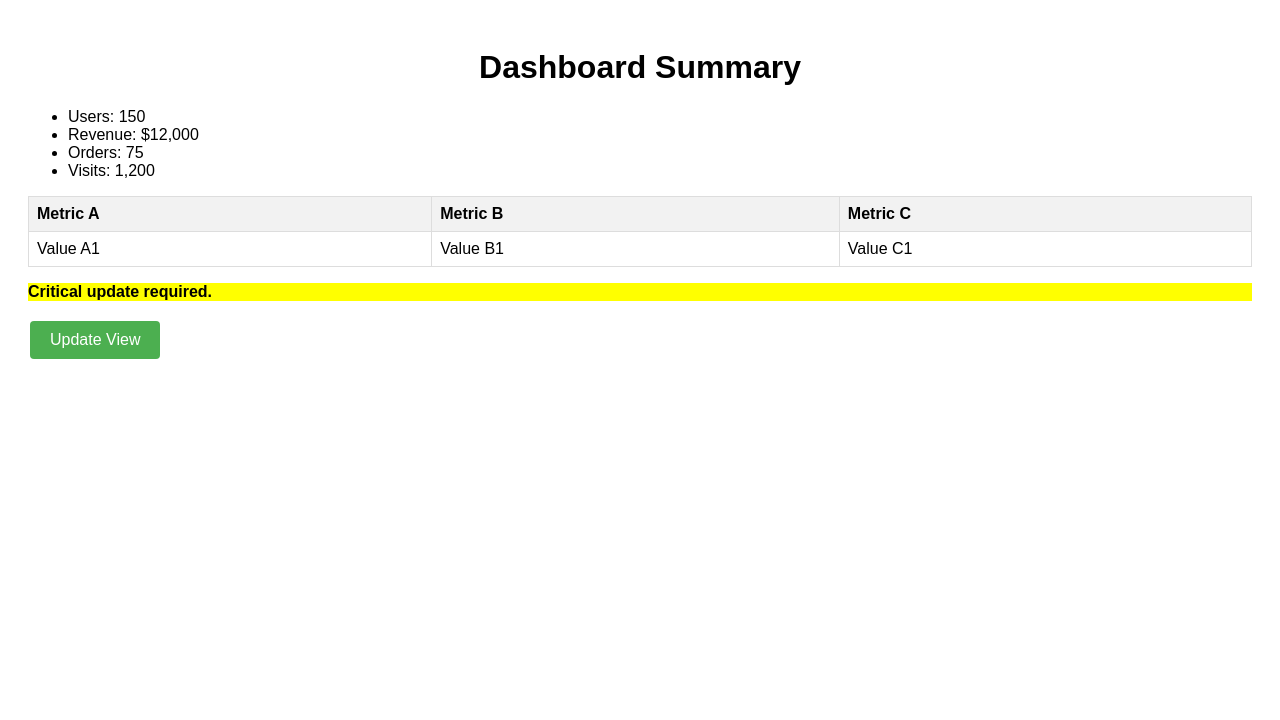 Dashboard Summary
Users: 150
Revenue: $12,000
Orders: 75
Visits: 1,200
Metric A Metric B Metric C
Value A1 Value B1 Value C1
Critical update required.
Update View